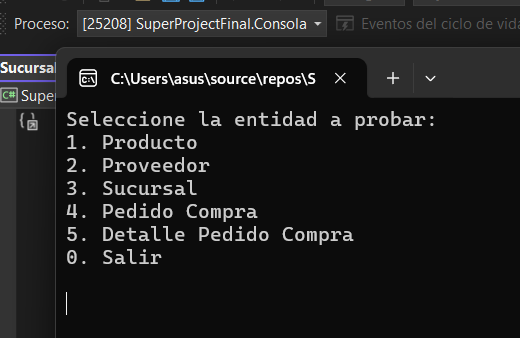 Proceso: [25208] SuperProjectFinal.Consola
Eventos del ciclo de vida
Sucursal
C:\Users\asus\source\repos\S
C# Super
Seleccione la entidad a probar:
1. Producto
2. Proveedor
3. Sucursal
4. Pedido Compra
5. Detalle Pedido Compra
0. Salir